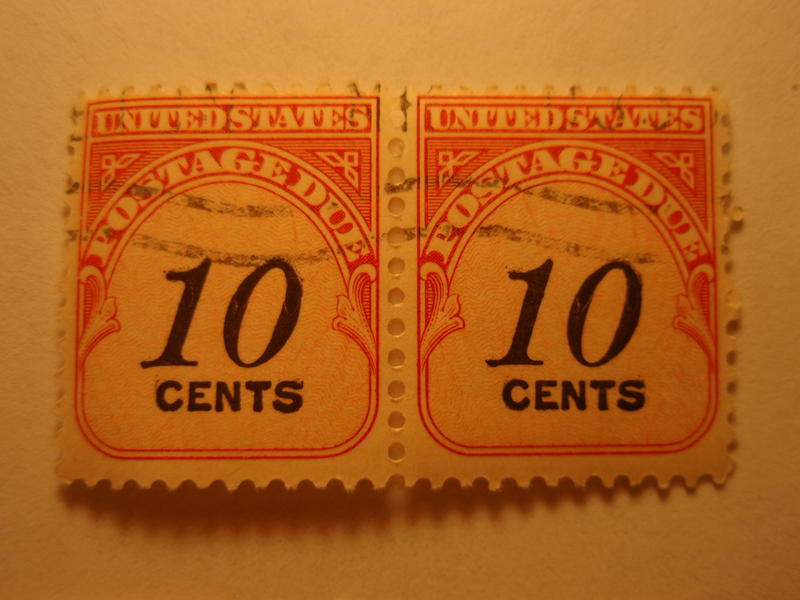 UNITED STATES
POSTAGE DUE
10
CENTS
UNITED STATES
POSTAGE DUE
10
CENTS